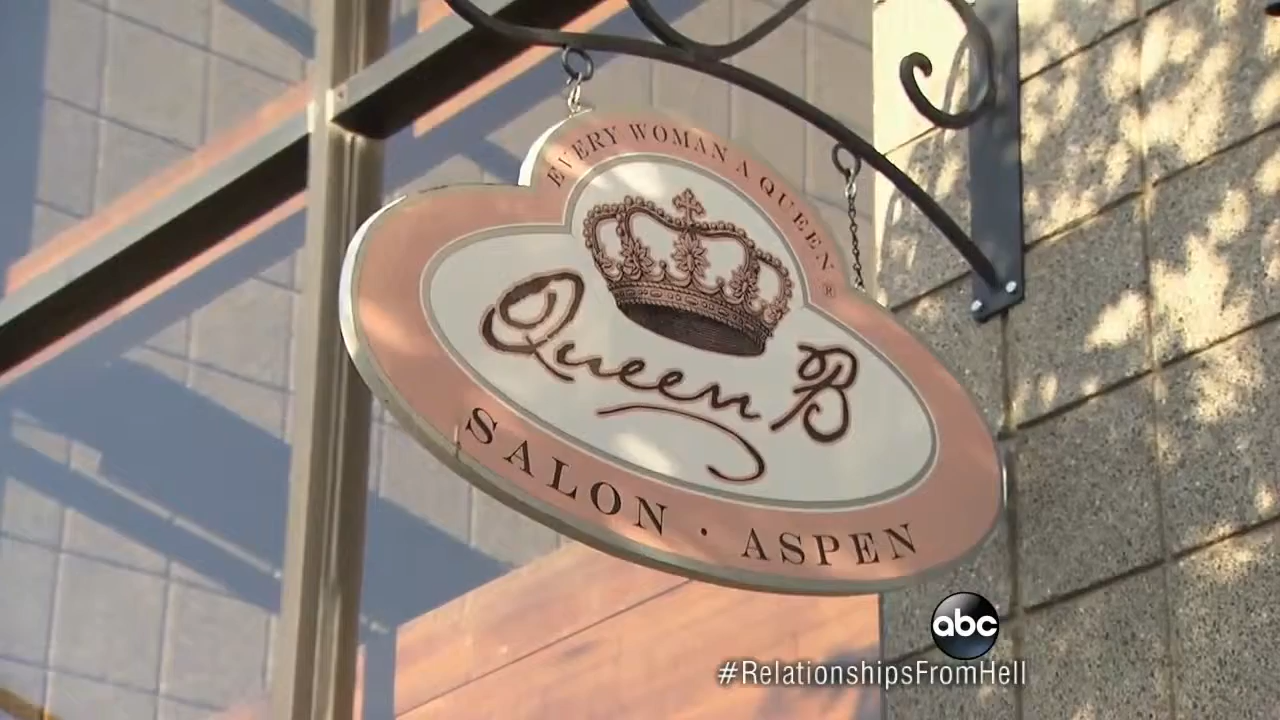 EVERY WOMAN A QUEEN ®
Queen B
SALON · ASPEN
abc
#RelationshipsFromHell